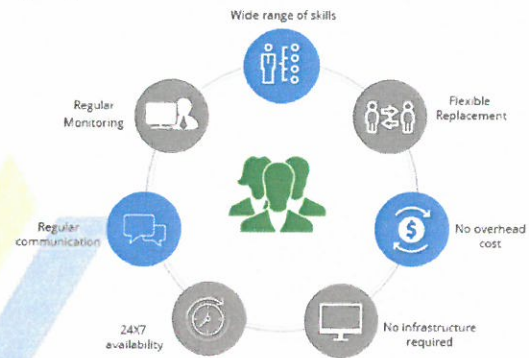 Wide range of skills
Flexible
Replacement
No overhead
cost
No infrastructure
required
24X7
availability
Regular
communication
Regular
Monitoring
$